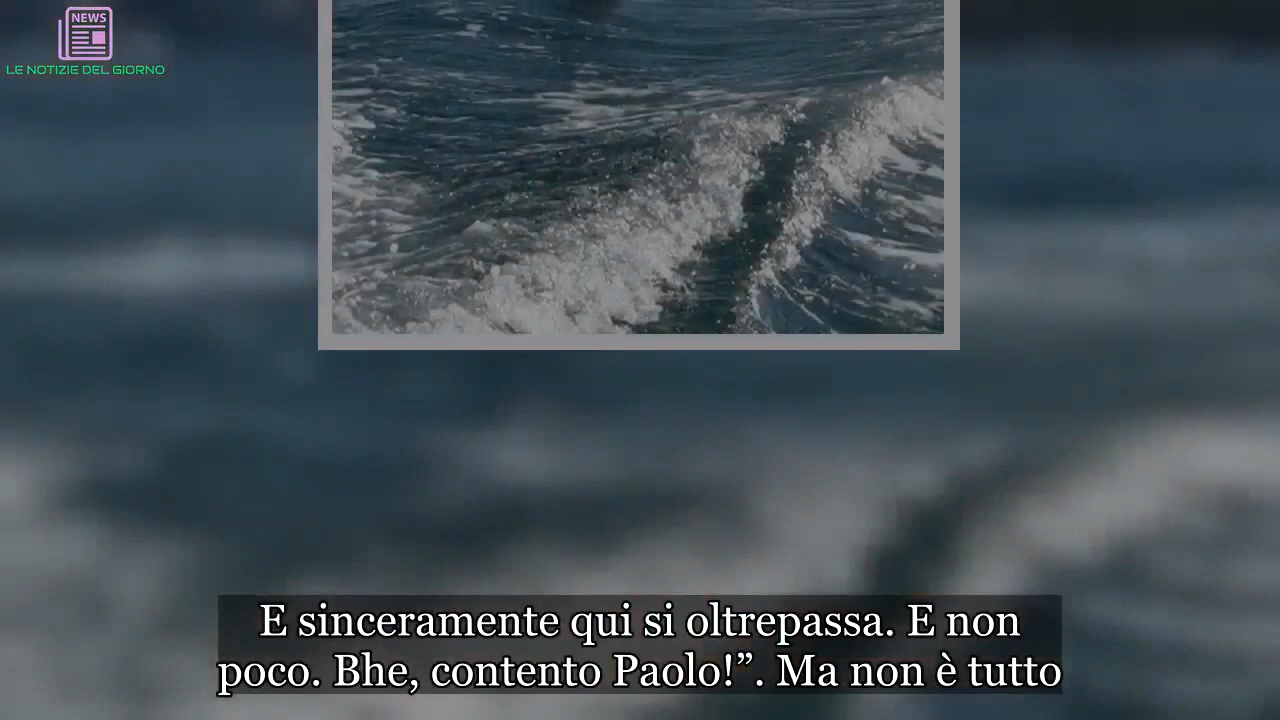 NEWS
LE NOTIZIE DEL GIORNO
E sinceramente qui si oltrepassa. E non
poco. Bhe, contento Paolo!”. Ma non è tutto